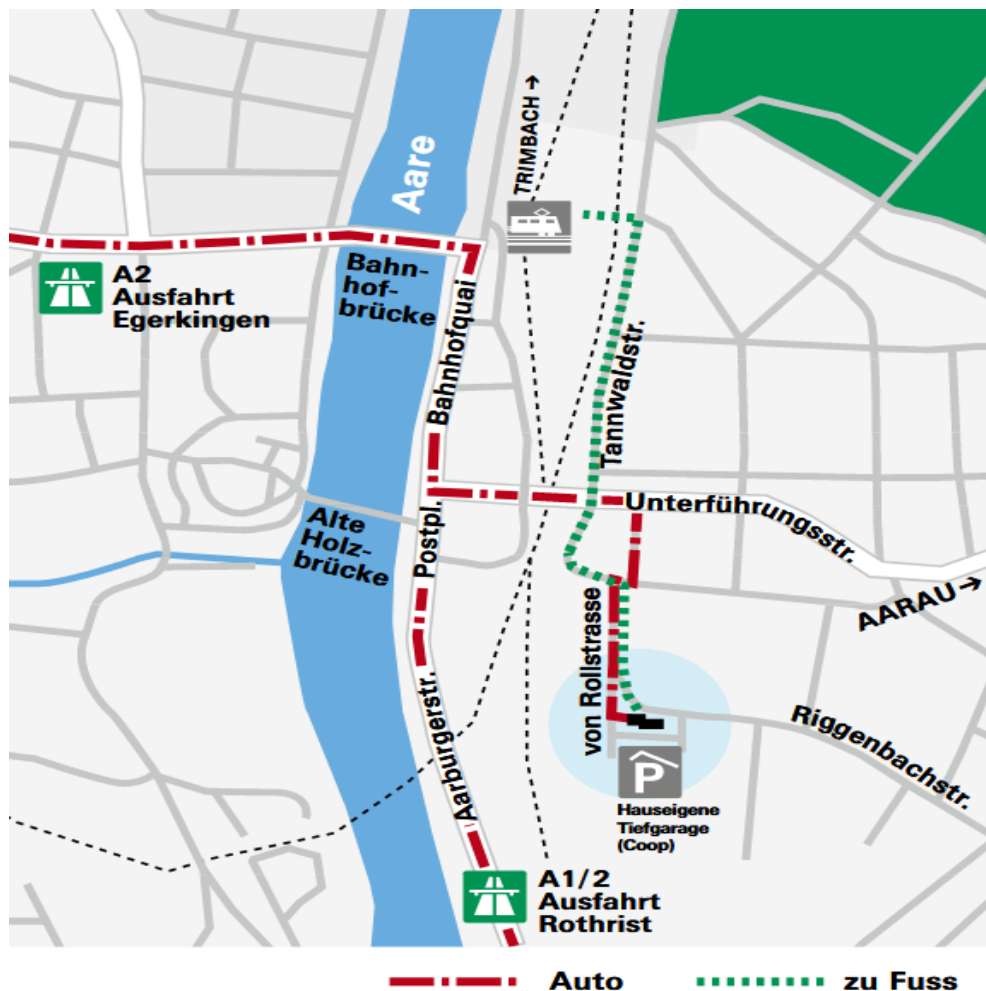 TRIMBACH →
Aare
A2
Ausfahrt
Egerkingen
Bahn-
hof-
brücke
Bahnhofquai
Tannwaldstr.
Unterführungsstr.
Alte
Holz-
brücke
Postpl.
AARAU →
von Rollstrasse
Aarburgerstr.
Riggenbachstr.
P
Hauseigene
Tiefgarage
(Coop)
A1/2
Ausfahrt
Rothrist
Auto
zu Fuss